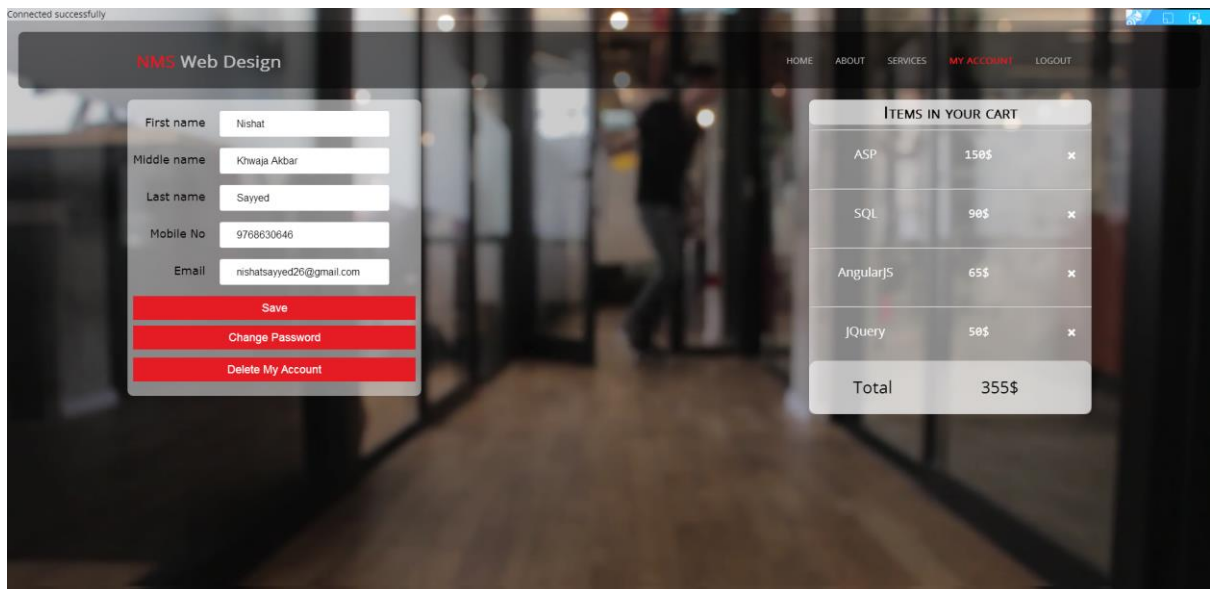 Connected successfully
NMS Web Design
HOME ABOUT SERVICES MY ACCOUNT LOGOUT
First name Nishat
Middle name Khwaja Akbar
Last name Sayyed
Mobile No 9768630646
Email nishatsayyed26@gmail.com
Save
Change Password
Delete My Account
ITEMS IN YOUR CART
ASP 150$ ×
SQL 90$ ×
AngularJS 65$ ×
JQuery 50$ ×
Total 355$